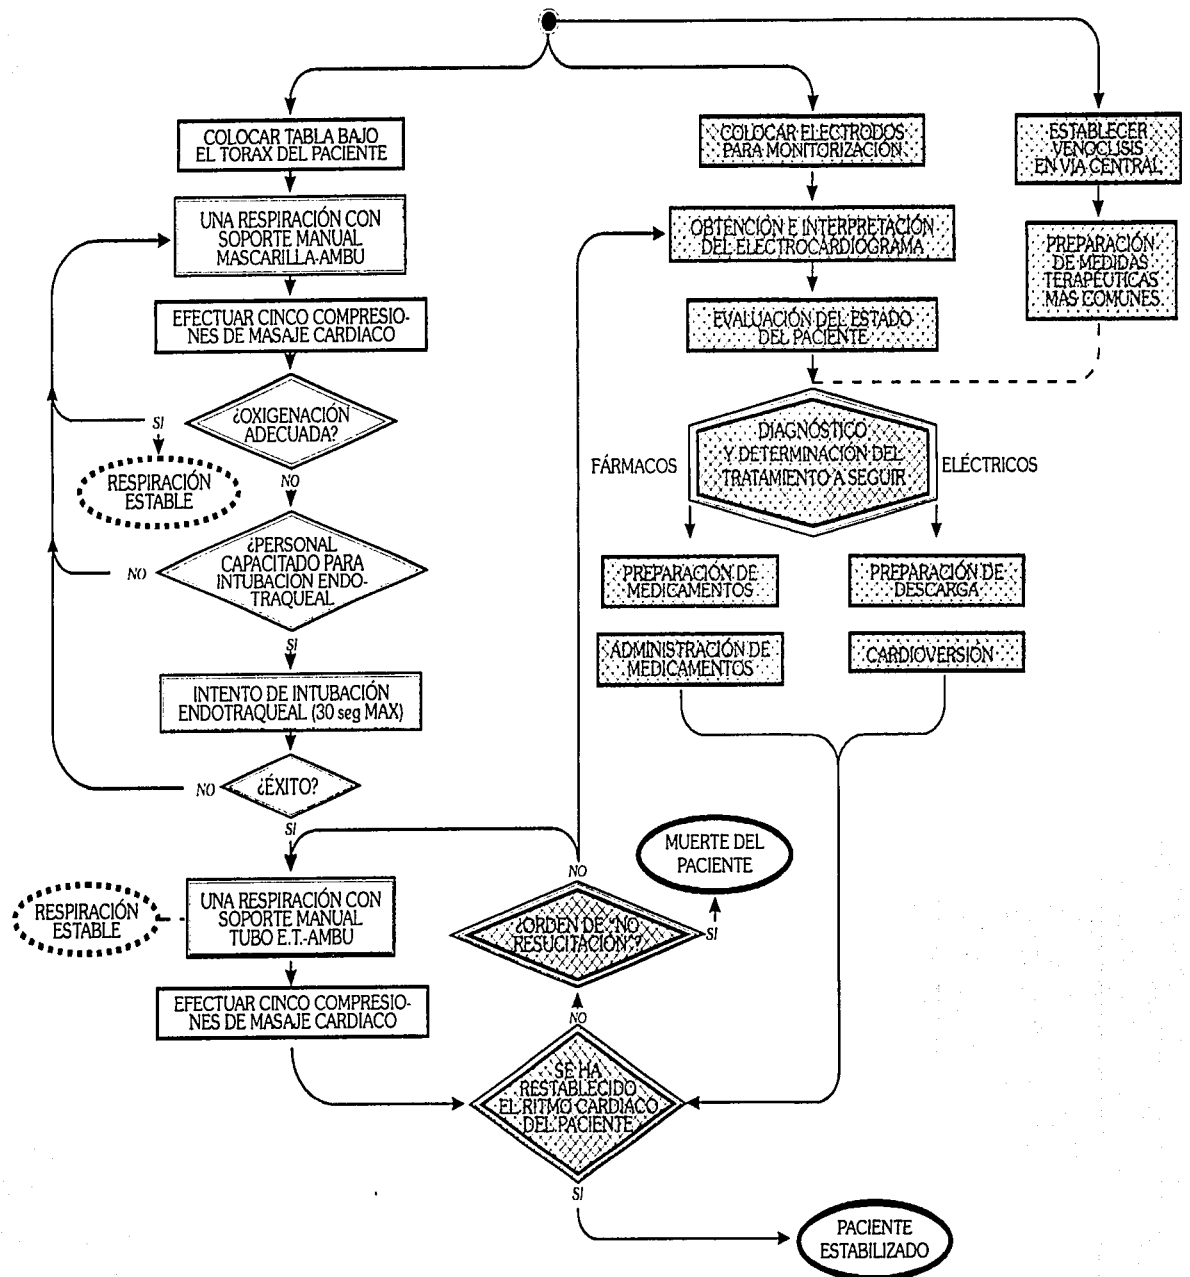 COLOCAR TABLA BAJO
EL TORAX DEL PACIENTE
UNA RESPIRACIÓN CON
SOPORTE MANUAL
MASCARILLA-AMBU
EFECTUAR CINCO COMPRESIO-
NES DE MASAJE CARDIACO
¿OXIGENACIÓN
ADECUADA?
SI
RESPIRACIÓN
ESTABLE
NO
¿PERSONAL
CAPACITADO PARA
INTUBACION ENDO-
TRAQUEAL
NO
SI
INTENTO DE INTUBACIÓN
ENDOTRAQUEAL (30 seg MAX)
¿ÉXITO?
NO
SI
UNA RESPIRACIÓN CON
SOPORTE MANUAL
TUBO E.T.-AMBU
RESPIRACIÓN
ESTABLE
EFECTUAR CINCO COMPRESIO-
NES DE MASAJE CARDIACO
COLOCAR ELECTRODOS
PARA MONITORIZACIÓN
OBTENCIÓN E INTERPRETACIÓN
DEL ELECTROCARDIOGRAMA
EVALUACIÓN DEL ESTADO
DEL PACIENTE
ESTABLECER
VENOCLISIS
EN VIA CENTRAL
PREPARACIÓN
DE MEDIDAS
TERAPÉUTICAS
MAS COMUNES
DIAGNÓSTICO
Y DETERMINACIÓN DEL
TRATAMIENTO A SEGUIR
FÁRMACOS
ELÉCTRICOS
PREPARACIÓN DE
MEDICAMENTOS
PREPARACIÓN DE
DESCARGA
ADMINISTRACIÓN DE
MEDICAMENTOS
CARDIOVERSIÓN
MUERTE DEL
PACIENTE
NO
¿ORDEN DE "NO
RESUCITACIÓN"?
SI
NO
SE HA
RESTABLECIDO
EL RITMO CARDIACO
DEL PACIENTE
SI
PACIENTE
ESTABILIZADO